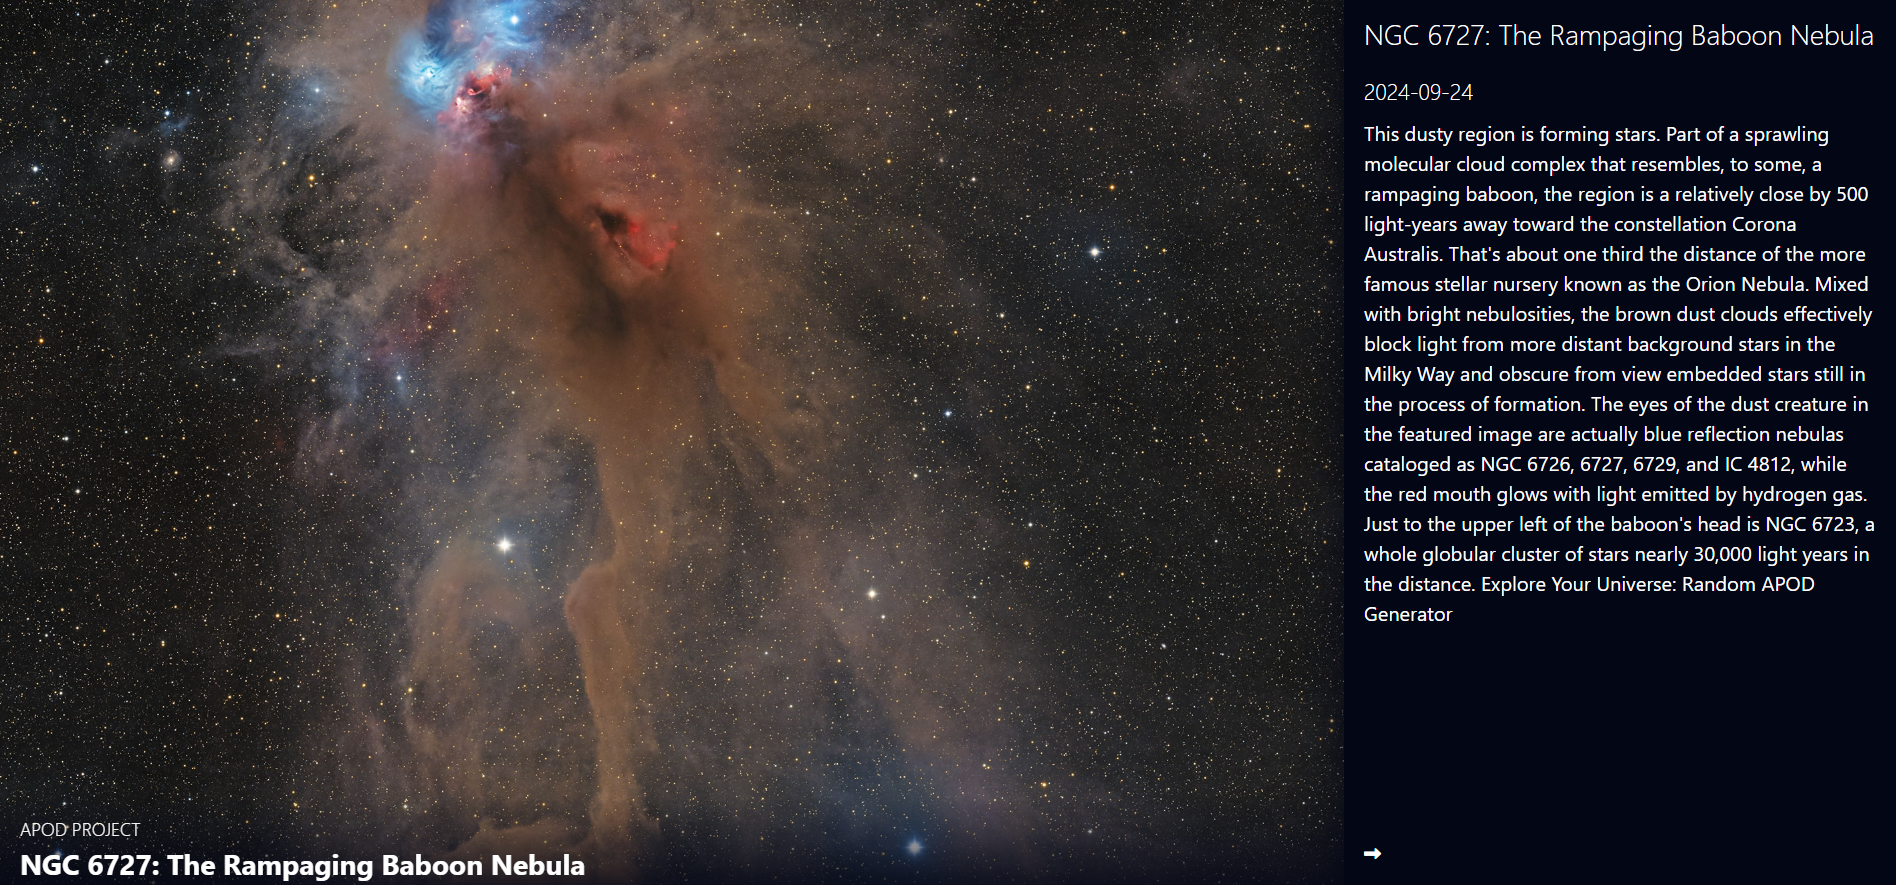 NGC 6727: The Rampaging Baboon Nebula
2024-09-24
This dusty region is forming stars. Part of a sprawling
molecular cloud complex that resembles, to some, a
rampaging baboon, the region is a relatively close by 500
light-years away toward the constellation Corona
Australis. That's about one third the distance of the more
famous stellar nursery known as the Orion Nebula. Mixed
with bright nebulosities, the brown dust clouds effectively
block light from more distant background stars in the
Milky Way and obscure from view embedded stars still in
the process of formation. The eyes of the dust creature in
the featured image are actually blue reflection nebulas
cataloged as NGC 6726, 6727, 6729, and IC 4812, while
the red mouth glows with light emitted by hydrogen gas.
Just to the upper left of the baboon's head is NGC 6723, a
whole globular cluster of stars nearly 30,000 light years in
the distance. Explore Your Universe: Random APOD
Generator
APOD PROJECT
NGC 6727: The Rampaging Baboon Nebula